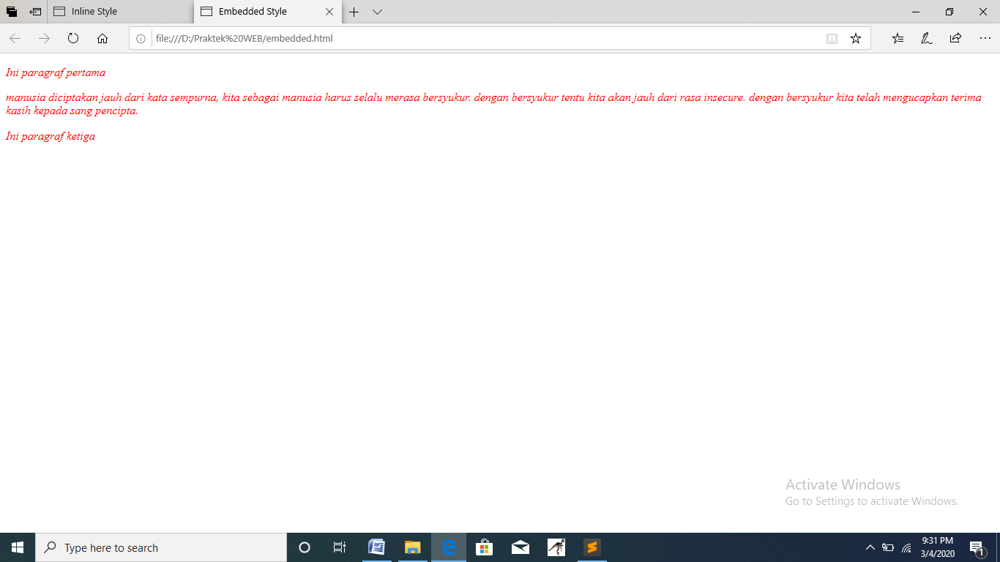 Inline Style
Embedded Style
file:///D:/Praktek%20WEB/embedded.html
Ini paragraf pertama
manusia diciptakan jauh dari kata sempurna, kita sebagai manusia harus selalu merasa bersyukur. dengan bersyukur tentu kita akan jauh dari rasa insecure. dengan bersyukur kita telah mengucapkan terima
kasih kepada sang pencipta.
Ini paragraf ketiga
Activate Windows
Go to Settings to activate Windows.
Type here to search
9:31 PM
3/4/2020
1